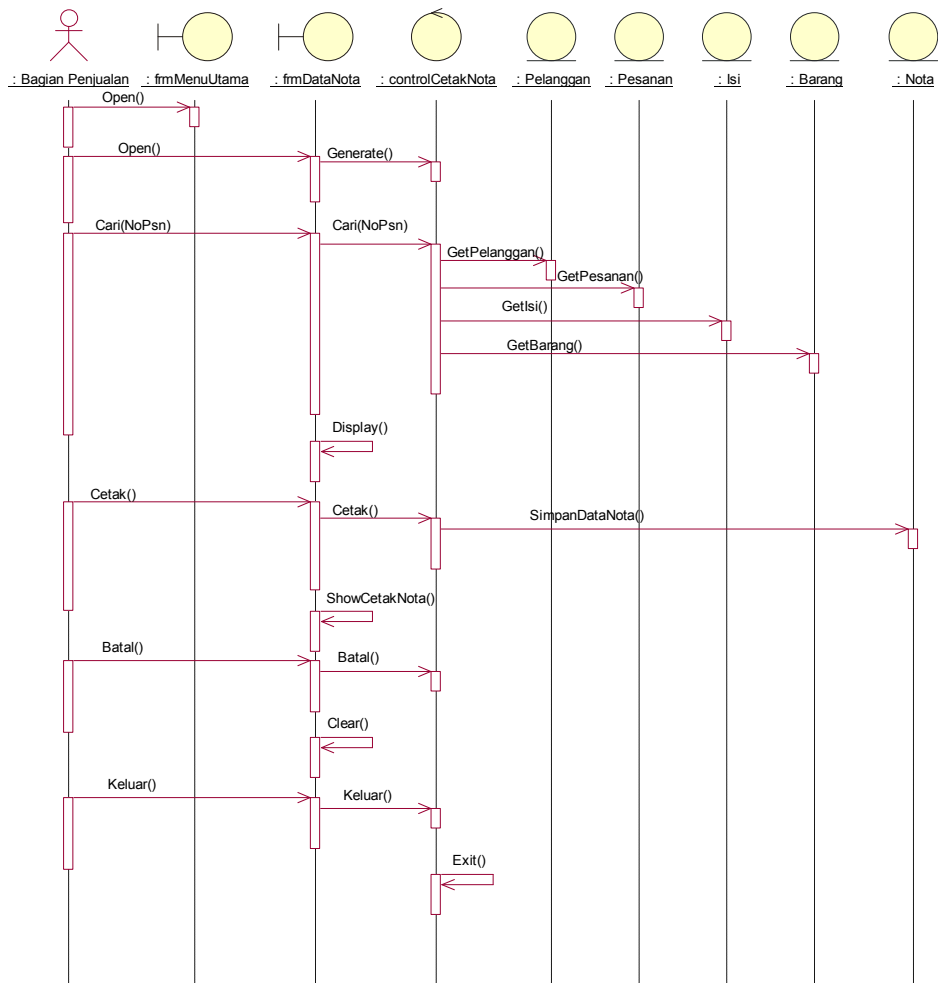 : Bagian Penjualan
: frmMenuUtama
: frmDataNota
: controlCetakNota
: Pelanggan
: Pesanan
: Isi
: Barang
: Nota
Open()
Open()
Generate()
Cari(NoPsn)
Cari(NoPsn)
GetPelanggan()
GetPesanan()
GetIsi()
GetBarang()
Display()
Cetak()
Cetak()
SimpanDataNota()
ShowCetakNota()
Batal()
Batal()
Clear()
Keluar()
Keluar()
Exit()